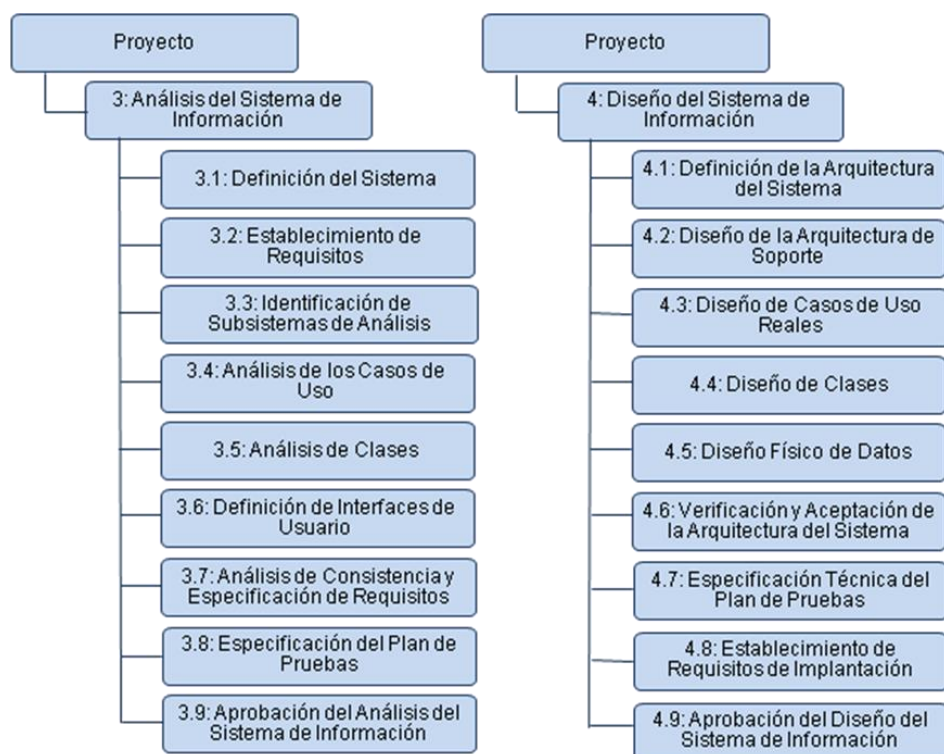 Proyecto
3: Análisis del Sistema de
Información
3.1: Definición del Sistema
3.2: Establecimiento de
Requisitos
3.3: Identificación de
Subsistemas de Análisis
3.4: Análisis de los Casos de
Uso
3.5: Análisis de Clases
3.6: Definición de Interfaces de
Usuario
3.7: Análisis de Consistencia y
Especificación de Requisitos
3.8: Especificación del Plan de
Pruebas
3.9: Aprobación del Análisis del
Sistema de Información
Proyecto
4: Diseño del Sistema de
Información
4.1: Definición de la Arquitectura
del Sistema
4.2: Diseño de la Arquitectura de
Soporte
4.3: Diseño de Casos de Uso
Reales
4.4: Diseño de Clases
4.5: Diseño Físico de Datos
4.6: Verificación y Aceptación de
la Arquitectura del Sistema
4.7: Especificación Técnica del
Plan de Pruebas
4.8: Establecimiento de
Requisitos de Implantación
4.9: Aprobación del Diseño del
Sistema de Información